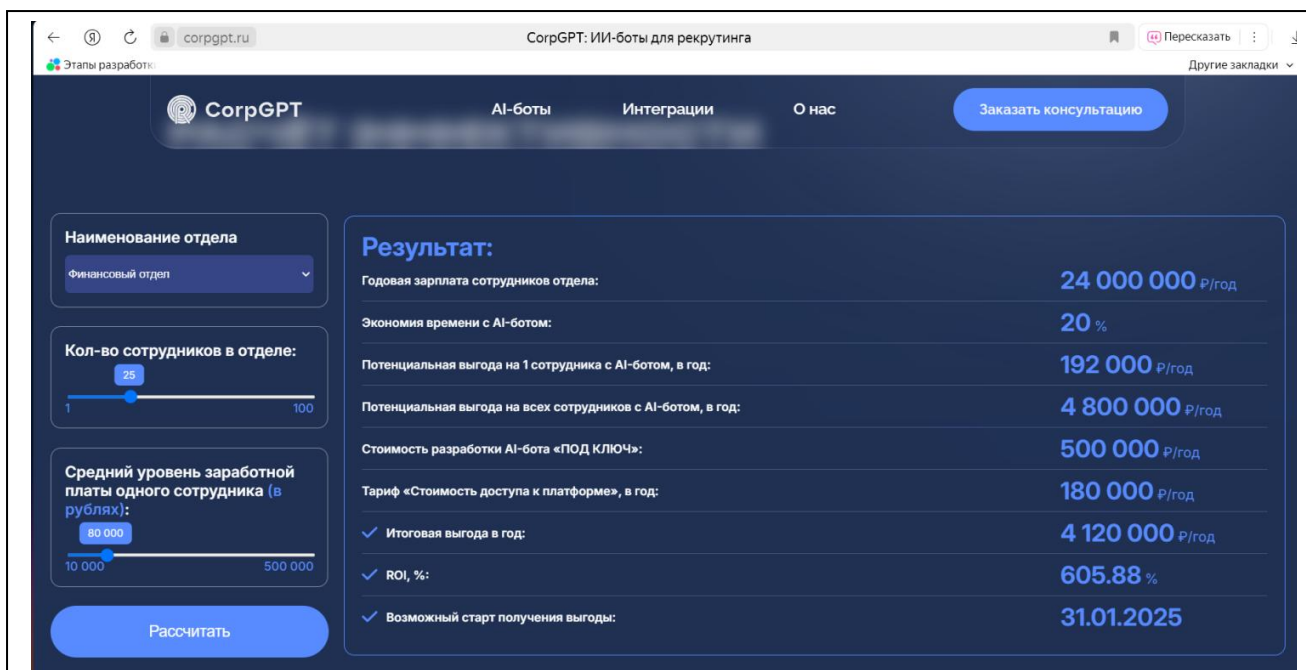 corpgpt.ru
CorpGPT: ИИ-боты для рекрутинга
Пересказать
Этапы разработк
Другие закладки
CorpGPT
AI-боты
Интеграции
О нас
Заказать консультацию
Наименование отдела
Финансовый отдел
Кол-во сотрудников в отделе:
25
1
100
Средний уровень заработной
платы одного сотрудника (в
рублях):
80 000
10 000
500 000
Рассчитать
Результат:
Годовая зарплата сотрудников отдела:
24 000 000 ₽/год
Экономия времени с AI-ботом:
20 %
Потенциальная выгода на 1 сотрудника с AI-ботом, в год:
192 000 ₽/год
Потенциальная выгода на всех сотрудников с AI-ботом, в год:
4 800 000 ₽/год
Стоимость разработки AI-бота «ПОД КЛЮЧ»:
500 000 ₽/год
Тариф «Стоимость доступа к платформе», в год:
180 000 ₽/год
Итоговая выгода в год:
4 120 000 ₽/год
ROI, %:
605.88 %
Возможный старт получения выгоды:
31.01.2025